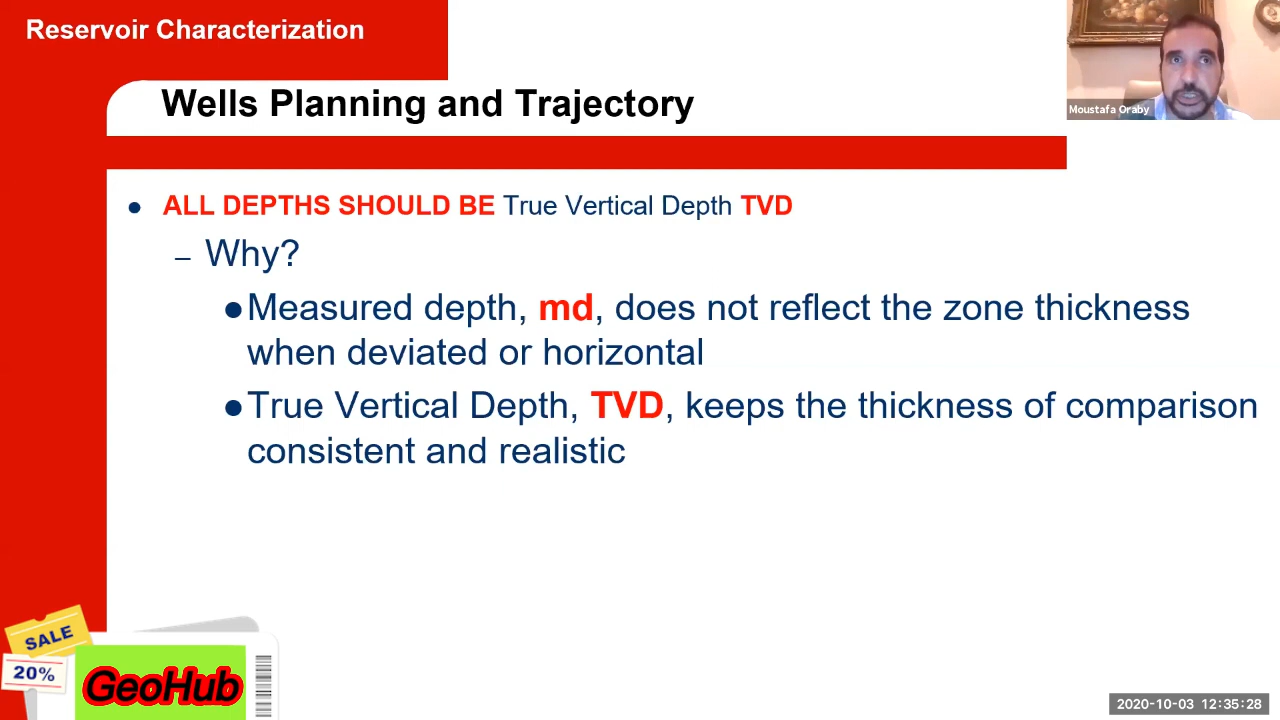 Reservoir Characterization
Moustafa Oraby
Wells Planning and Trajectory
● ALL DEPTHS SHOULD BE True Vertical Depth TVD
– Why?
●Measured depth, md, does not reflect the zone thickness
when deviated or horizontal
●True Vertical Depth, TVD, keeps the thickness of comparison
consistent and realistic
SALE
20%
GeoHub
2020-10-03 12:35:28